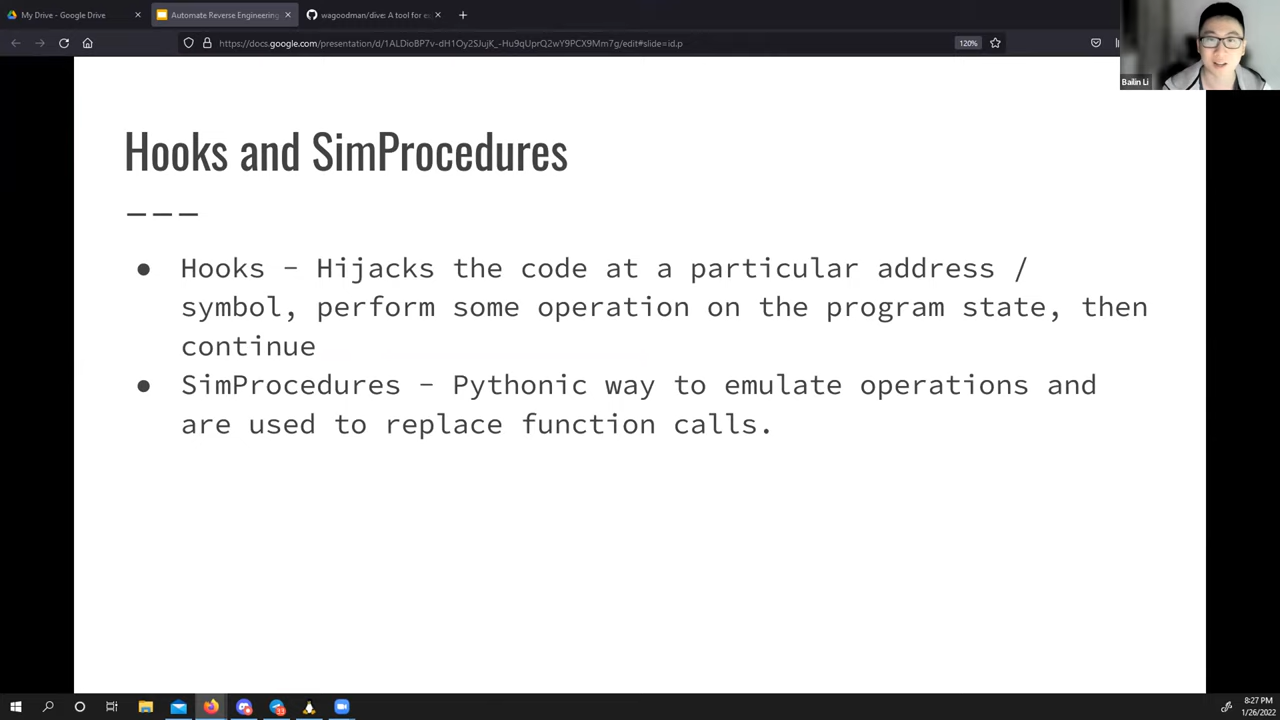 My Drive - Google Drive
Automate Reverse Engineering
wagoodman/dive: A tool for e
https://docs.google.com/presentation/d/1ALDioBP7v-dH1Oy2SJujK_-Hu9qUprQ2wY9PCX9Mm7g/edit#slide=id.p
120%
Bailin Li
Hooks and SimProcedures
---
● Hooks - Hijacks the code at a particular address /
symbol, perform some operation on the program state, then
continue
● SimProcedures - Pythonic way to emulate operations and
are used to replace function calls.
8:27 PM
1/26/2022